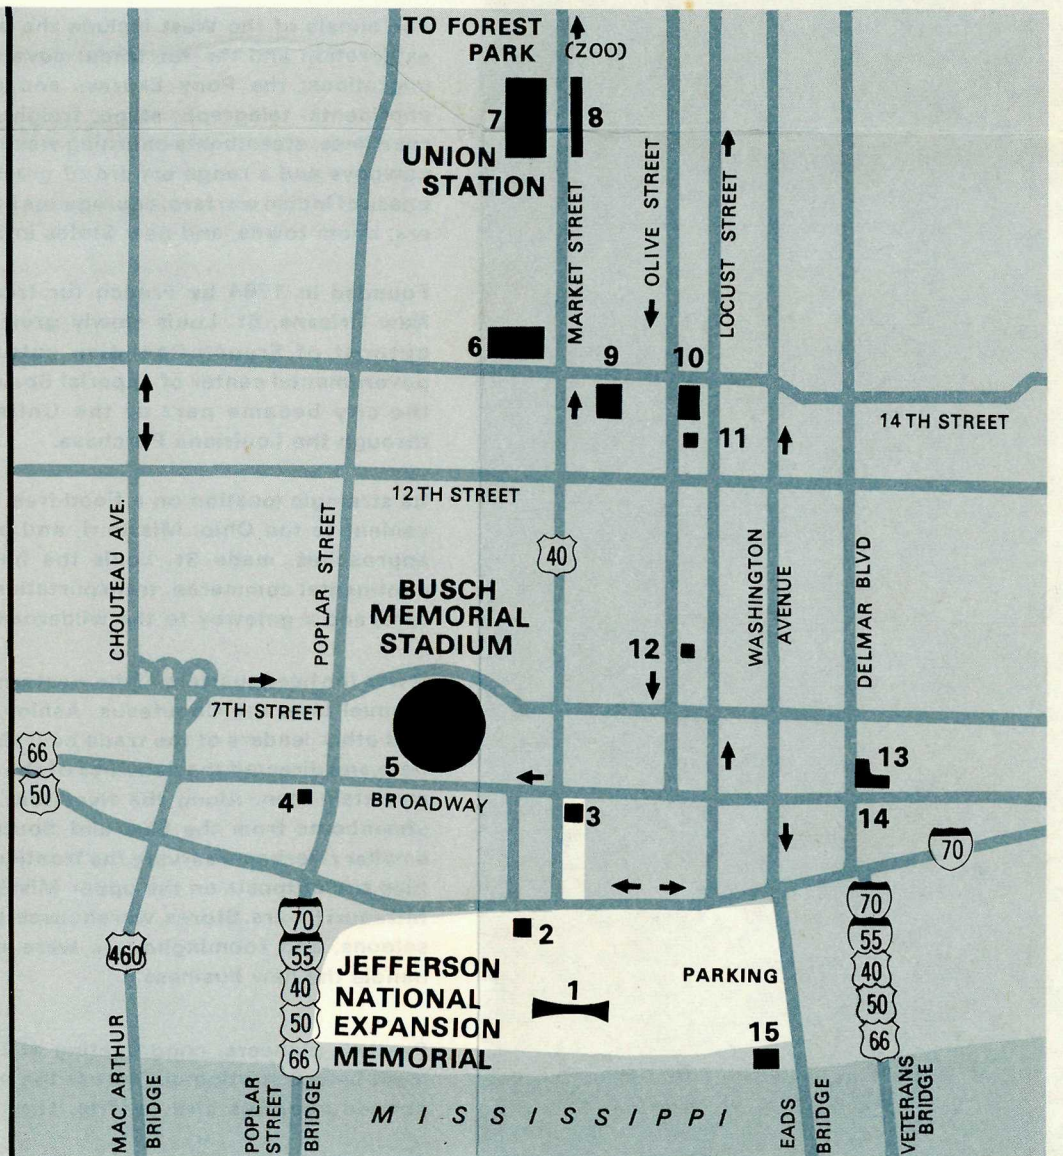 TO FOREST
PARK (ZOO)
7
8
UNION
STATION
MARKET STREET
OLIVE STREET
LOCUST STREET
6
9
10
11
14 TH STREET
12TH STREET
CHOUTEAU AVE.
POPLAR STREET
40
WASHINGTON
AVENUE
DELMAR BLVD
BUSCH
MEMORIAL
STADIUM
12
7TH STREET
66
50
5
4
BROADWAY
3
13
14
70
2
460
70
55
40
50
66
JEFFERSON
NATIONAL
EXPANSION
MEMORIAL
1
PARKING
15
70
55
40
50
66
MAC ARTHUR
BRIDGE
POPLAR
STREET
BRIDGE
MISSISSIPPI
EADS
BRIDGE
VETERANS
BRIDGE